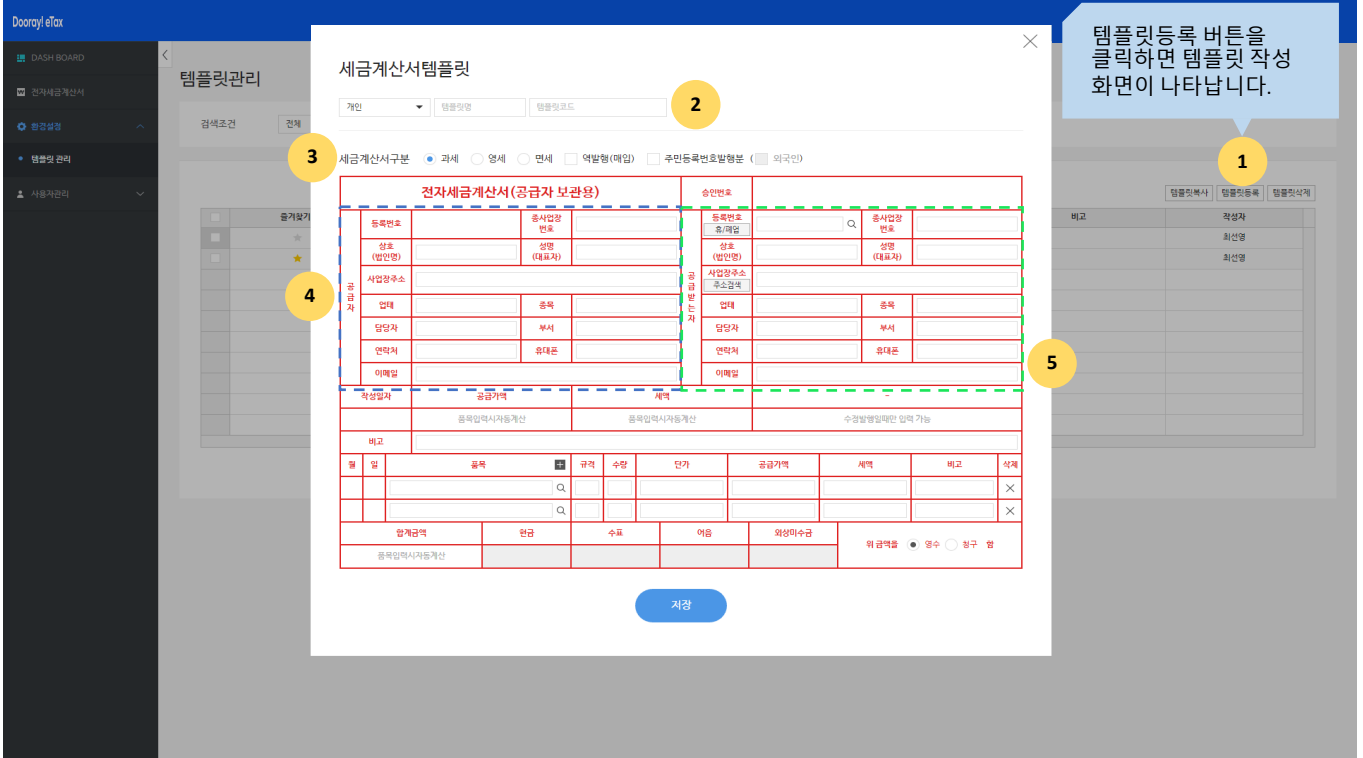 Dooray! eTax
템플릿등록 버튼을
클릭하면 템플릿 작성
화면이 나타납니다.
DASH BOARD
전자세금계산서
환경설정
템플릿 관리
사용자관리
템플릿관리
검색조건 전체
1
템플릿복사 템플릿등록 템플릿삭제
즐겨찾기 비고 작성자
최선영
최선영
세금계산서템플릿
개인 템플릿명 템플릿코드
2
3
세금계산서구분 과세 영세 면세 역발행(매입) 주민등록번호발행분 ( 외국인)
전자세금계산서(공급자 보관용) 승인번호
4
공급자
등록번호 종사업장
번호
상호
(법인명) 성명
(대표자)
사업장주소
업태 종목
담당자 부서
연락처 휴대폰
이메일
5
공급받는자
등록번호
휴/폐업 종사업장
번호
상호
(법인명) 성명
(대표자)
사업장주소
주소검색
업태 종목
담당자 부서
연락처 휴대폰
이메일
작성일자 공급가액 세액 -
품목입력시자동계산 품목입력시자동계산 수정발행일때만 입력 가능
비고
월 일 품목 규격 수량 단가 공급가액 세액 비고 삭제
합계금액 현금 수표 어음 외상미수금 위 금액을 영수 청구 함
품목입력시자동계산
저장